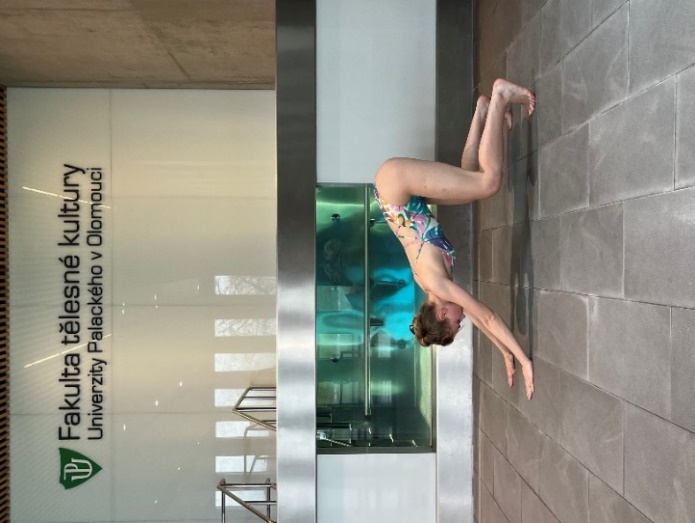 Fakulta tělesné kultury
Univerzity Palackého v Olomouci